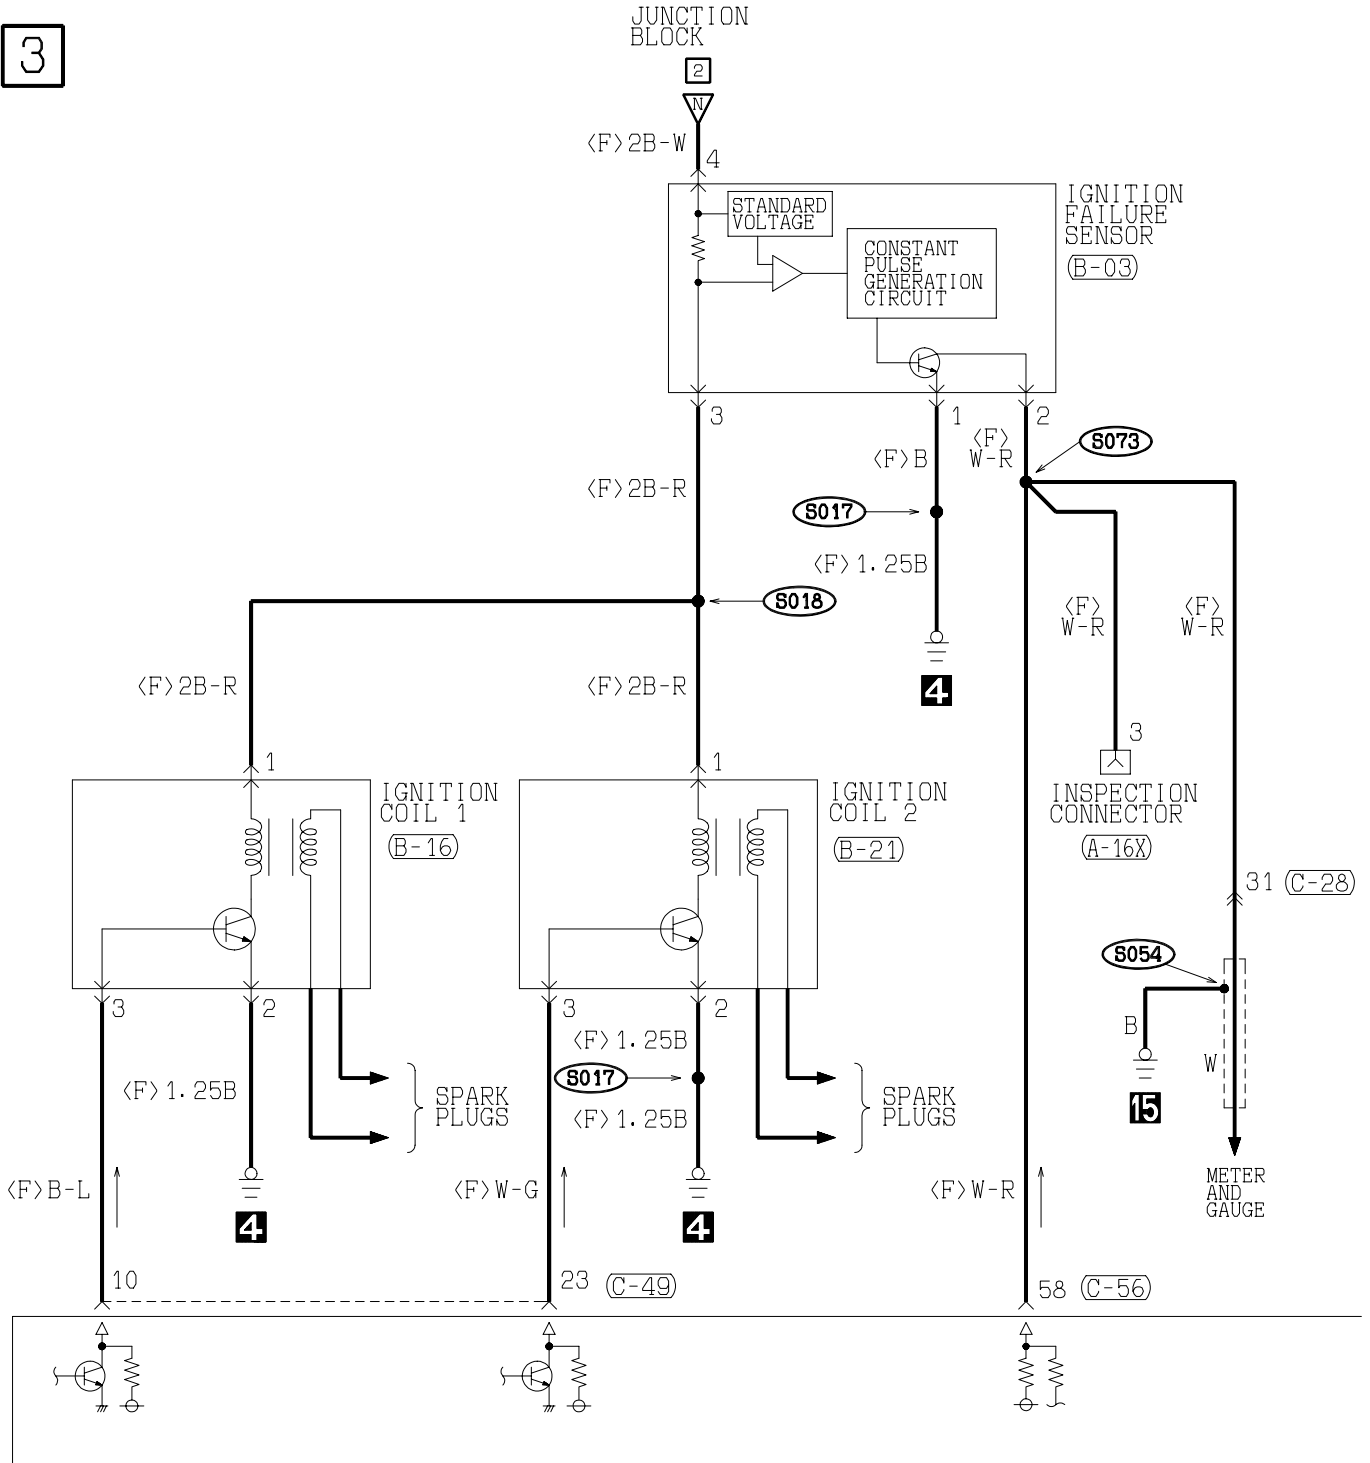 3
JUNCTION
BLOCK
2
N
<F>2B-W
4
STANDARD
VOLTAGE
CONSTANT
PULSE
GENERATION
CIRCUIT
IGNITION
FAILURE
SENSOR
(B-03)
3
1
2
<F>B
<F>
W-R
S073
<F>2B-R
S017
<F>1.25B
S018
<F>
W-R
<F>
W-R
4
<F>2B-R
<F>2B-R
3
1
1
IGNITION
COIL 1
(B-16)
IGNITION
COIL 2
(B-21)
INSPECTION
CONNECTOR
(A-16X)
31 (C-28)
S054
3
2
3
2
B
W
15
<F>1.25B
S017
<F>1.25B
<F>1.25B
SPARK
PLUGS
SPARK
PLUGS
<F>B-L
<F>W-G
<F>W-R
METER
AND
GAUGE
4
4
10
23 (C-49)
58 (C-56)